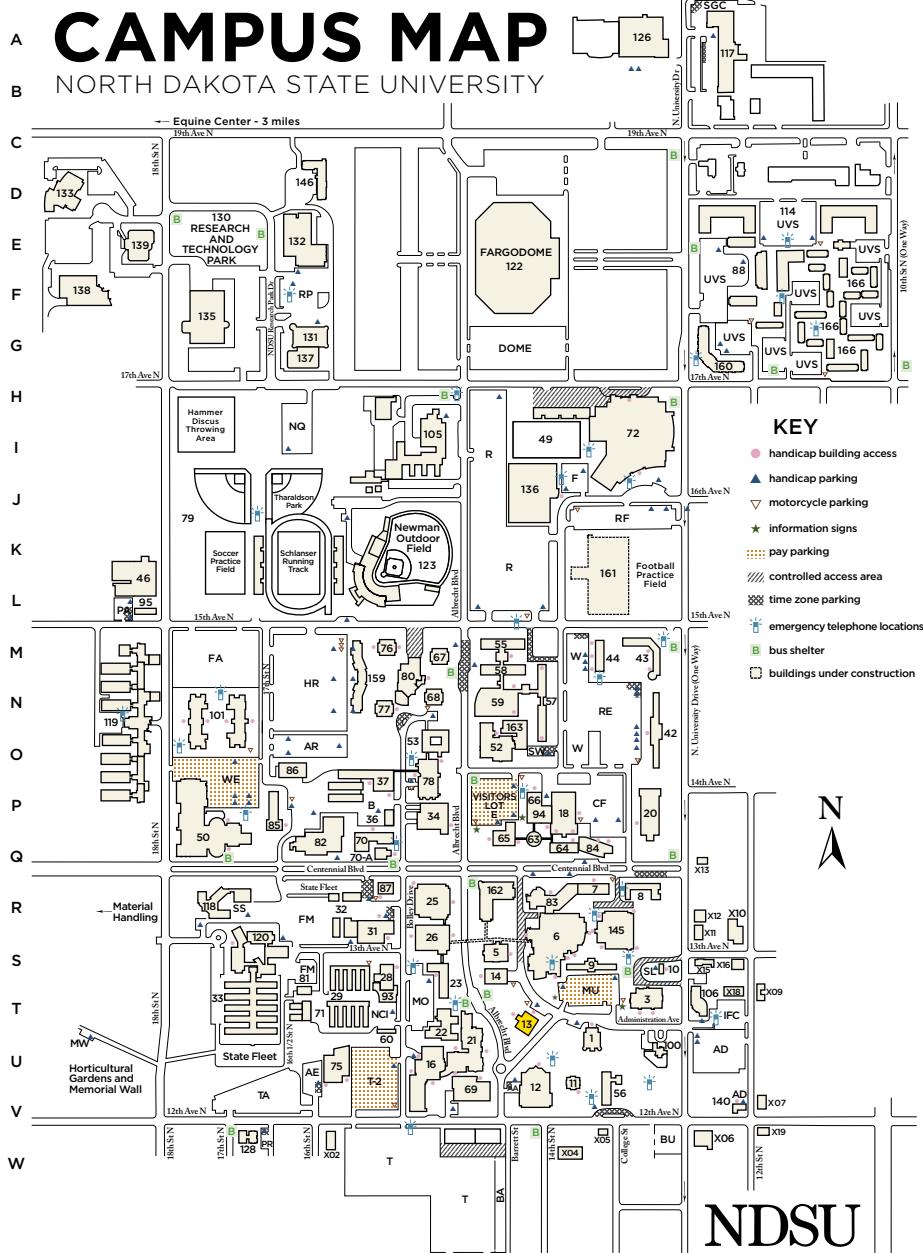 CAMPUS MAP
NORTH DAKOTA STATE UNIVERSITY
A
B
C
D
E
F
G
H
I
J
K
L
M
N
O
P
Q
R
S
T
U
V
W
126
SGC
117
N. University Dr.
← Equine Center - 3 miles
19th Ave N
19th Ave N
18th St N
B
133
146
130
RESEARCH
AND
TECHNOLOGY
PARK
B
B
132
139
138
135
RP
NDSU Research Park Dr
131
137
17th Ave N
FARGODOME
122
DOME
114
UVS
B
UVS
88
UVS
166
UVS
166
UVS
UVS
UVS
166
UVS
160
B
B
17th Ave N
10th St N (One Way)
Hammer
Discus
Throwing
Area
NQ
B
105
R
49
72
B
136
F
16th Ave N
Tharaldson
Park
79
RF
Soccer
Practice
Field
Schlanser
Running
Track
Newman
Outdoor
Field
123
Albrecht Blvd
R
161
Football
Practice
Field
46
PA
95
15th Ave N
15th Ave N
KEY
handicap building access
handicap parking
motorcycle parking
information signs
pay parking
controlled access area
time zone parking
emergency telephone locations
B bus shelter
buildings under construction
FA
17th St N
HR
159
76
67
80
77
68
B
55
58
59
57
163
52
SW
W
44
43
B
RE
W
42
N. University Drive (One Way)
119
101
AR
53
WE
86
37
78
B
36
34
85
50
82
70
70-A
B
B
Albrecht Blvd
18th St N
B
VISITORS
LOT
E
66
94
18
CF
65
63
64
84
20
B
14th Ave N
N
Centennial Blvd
Centennial Blvd
X13
← Material
Handling
118
SS
State Fleet
87
32
FM
31
13th Ave N
Bolley Drive
25
26
B
162
83
7
8
6
145
X12
X10
X11
13th Ave N
120
FM
81
33
29
28
93
71
NCI
60
MO
23
B
5
14
B
9
MU
B
SL
10
3
Administration Ave
X15
X16
106
X18
X09
IFC
18th St N
16th 1/2 St N
MW
Horticultural
Gardens and
Memorial Wall
State Fleet
TA
AE
75
T-2
22
21
16
69
13
Albrecht Blvd
AA
12
11
1
56
100
AD
AD
140
X07
12th Ave N
12th Ave N
18th St N
17th St N
B
128
PR
16th St N
X02
T
T
BA
Barrett St
B
14th St N
X04
X05
College St
BU
X06
X19
12th St N
NDSU